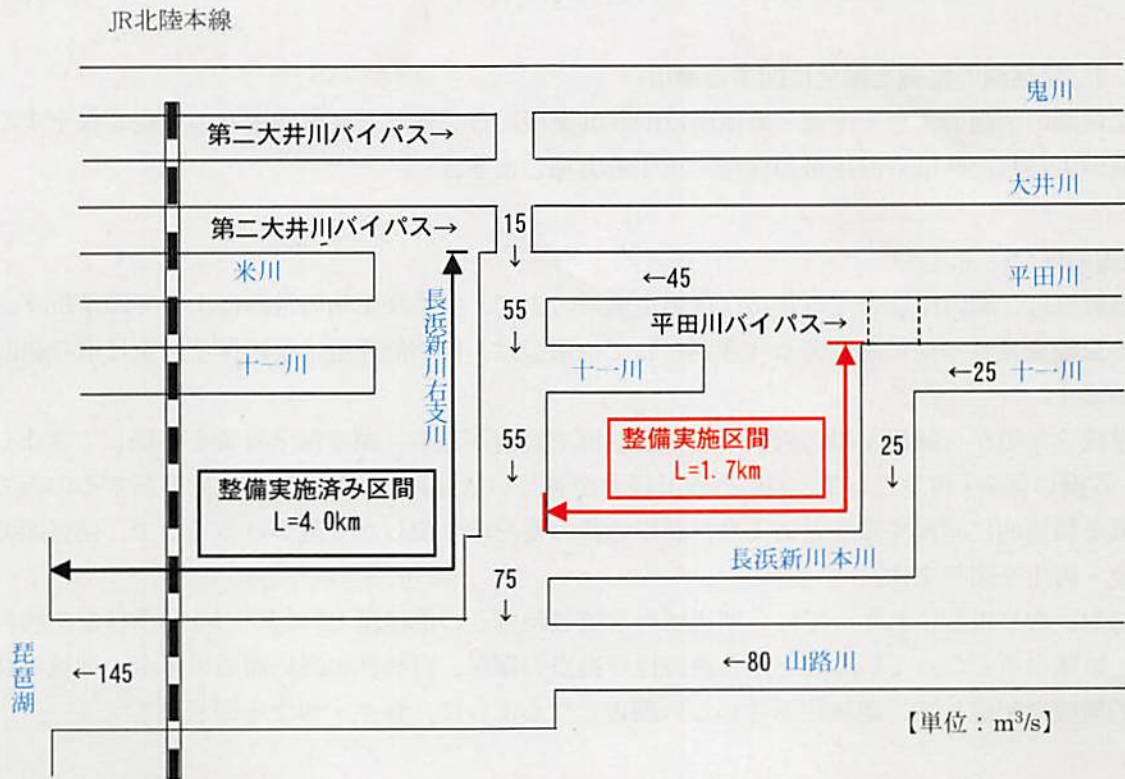 JR北陸本線
鬼川
第二大井川バイパス→
大井川
第二大井川バイパス→
15
↓
米川
←45
平田川
長浜新川右支川
55
↓
平田川バイパス→
十一川
十一川
←25 十一川
整備実施済み区間
L=4.0km
55
↓
整備実施区間
L=1.7km
25
↓
長浜新川本川
75
↓
琵琶湖
←145
←80 山路川
【単位:m³/s】